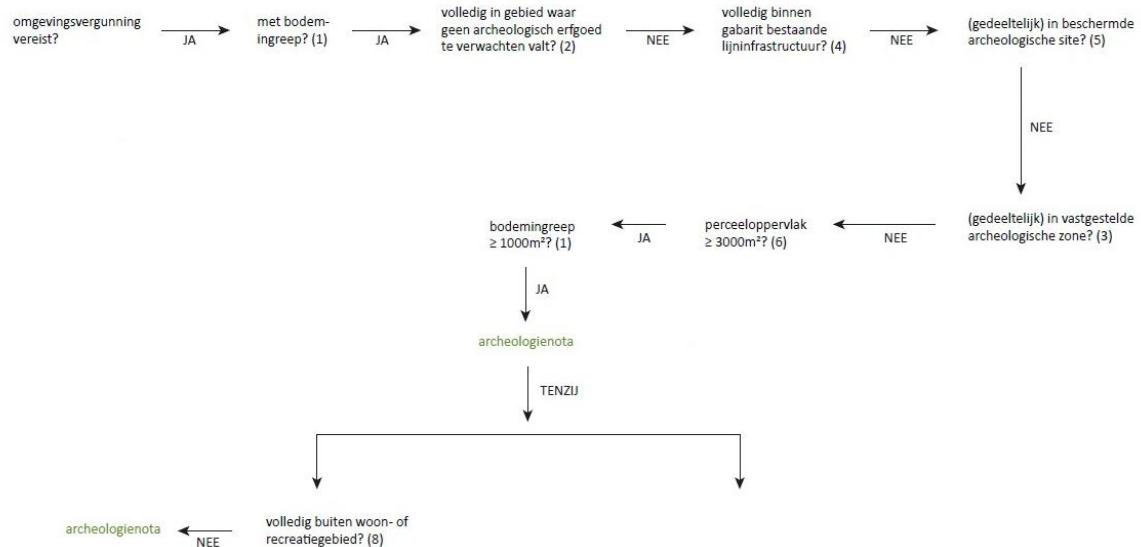 omgevingsvergunning
vereist?
JA
met bodem-
ingreep? (1)
JA
volledig in gebied waar
geen archeologisch erfgoed
te verwachten valt? (2)
NEE
volledig binnen
gabarit bestaande
lijninfrastructuur? (4)
NEE
(gedeeltelijk) in beschermde
archeologische site? (5)
NEE
(gedeeltelijk) in vastgestelde
archeologische zone? (3)
NEE
perceeloppervlak
≥ 3000m²? (6)
JA
bodemingreep
≥ 1000m²? (1)
JA
archeologienota
TENZIJ
volledig buiten woon- of
recreatiegebied? (8)
NEE
archeologienota